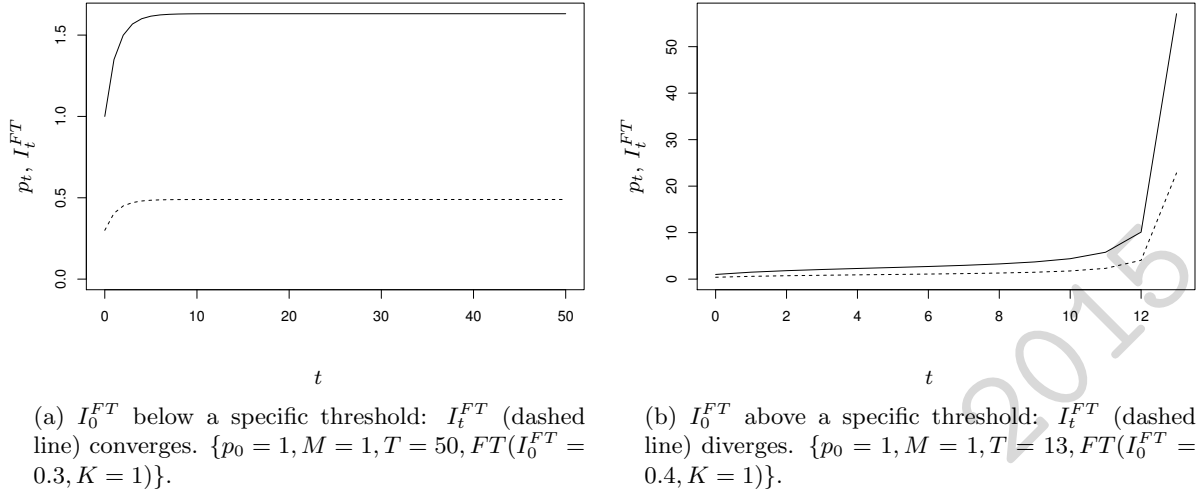 p_t, I_t^{FT}
1.5
1.0
0.5
0.0
0 10 20 30 40 50
t
(a) I_0^{FT} below a specific threshold: I_t^{FT} (dashed
line) converges. {p_0 = 1, M = 1, T = 50, FT(I_0^{FT} =
0.3, K = 1)}.
p_t, I_t^{FT}
50
40
30
20
10
0
0 2 4 6 8 10 12
t
(b) I_0^{FT} above a specific threshold: I_t^{FT} (dashed
line) diverges. {p_0 = 1, M = 1, T = 13, FT(I_0^{FT} =
0.4, K = 1)}.
2015